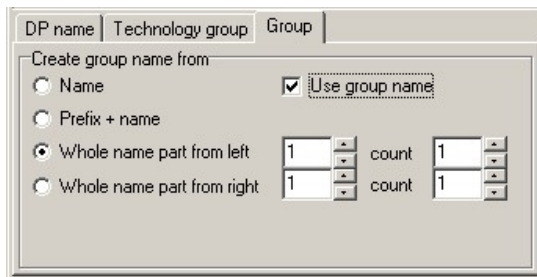 DP name Technology group Group
Create group name from
Name Use group name
Prefix + name
Whole name part from left 1 count 1
Whole name part from right 1 count 1